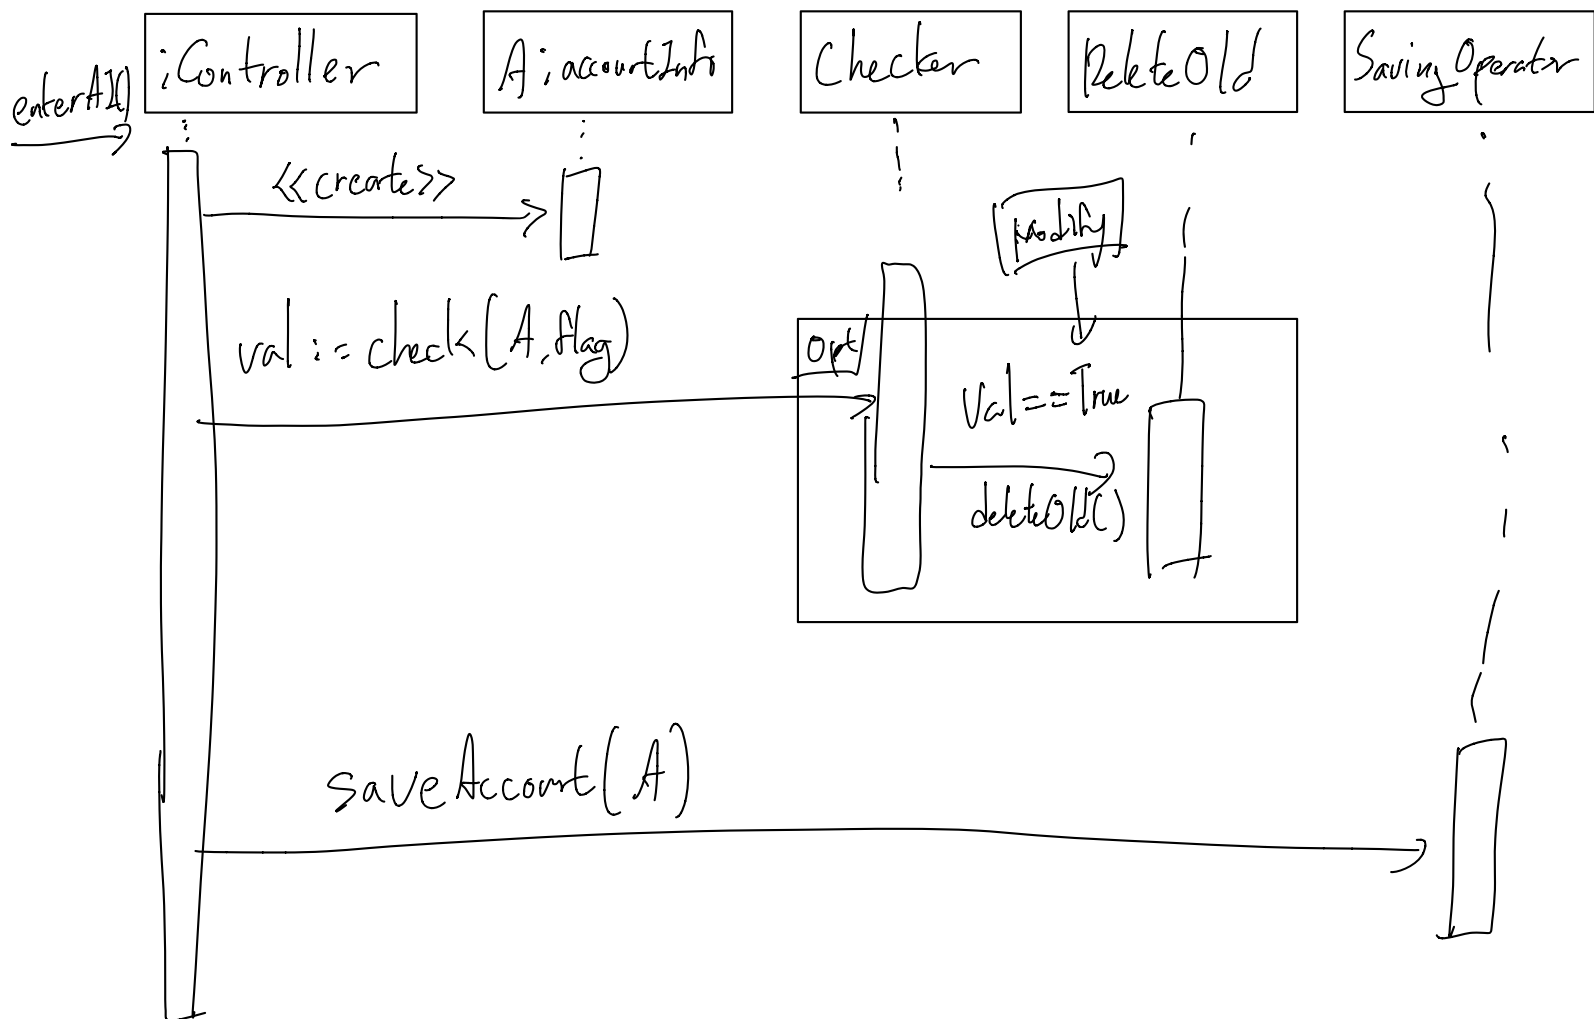 :Controller
A:accountInfo
Checker
DeleteOld
SavingOperator
enterAI()
<<create>>
modify
val := check(A,flag)
opt
Val==True
deleteOld()
saveAccount(A)